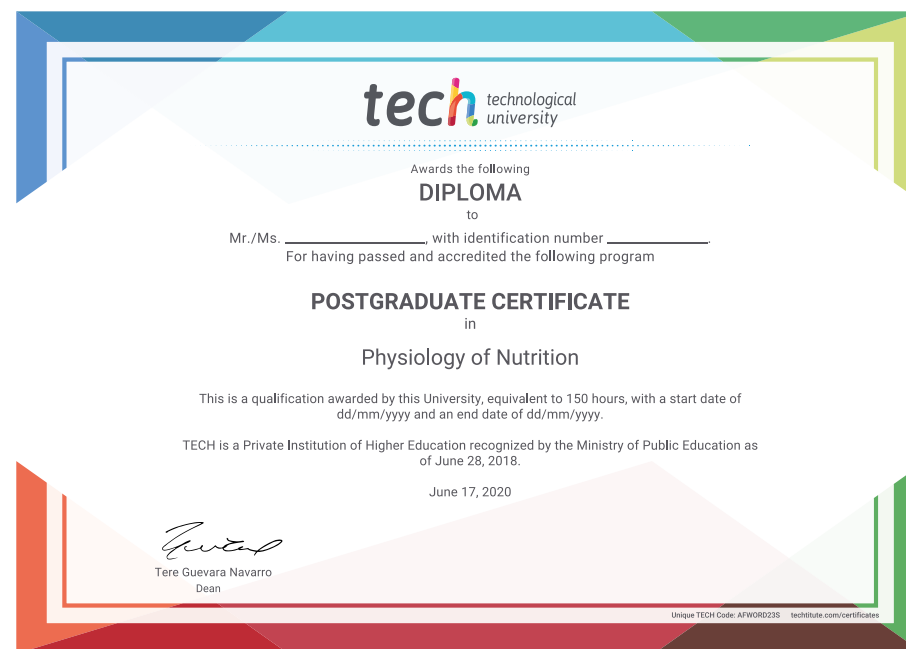 tech technological
university
Awards the following
DIPLOMA
to
Mr./Ms. ____________________, with identification number ______________.
For having passed and accredited the following program
POSTGRADUATE CERTIFICATE
in
Physiology of Nutrition
This is a qualification awarded by this University, equivalent to 150 hours, with a start date of
dd/mm/yyyy and an end date of dd/mm/yyyy.
TECH is a Private Institution of Higher Education recognized by the Ministry of Public Education as
of June 28, 2018.
June 17, 2020
Tere Guevara Navarro
Dean
Unique TECH Code: AFWORD23S techtitute.com/certificates